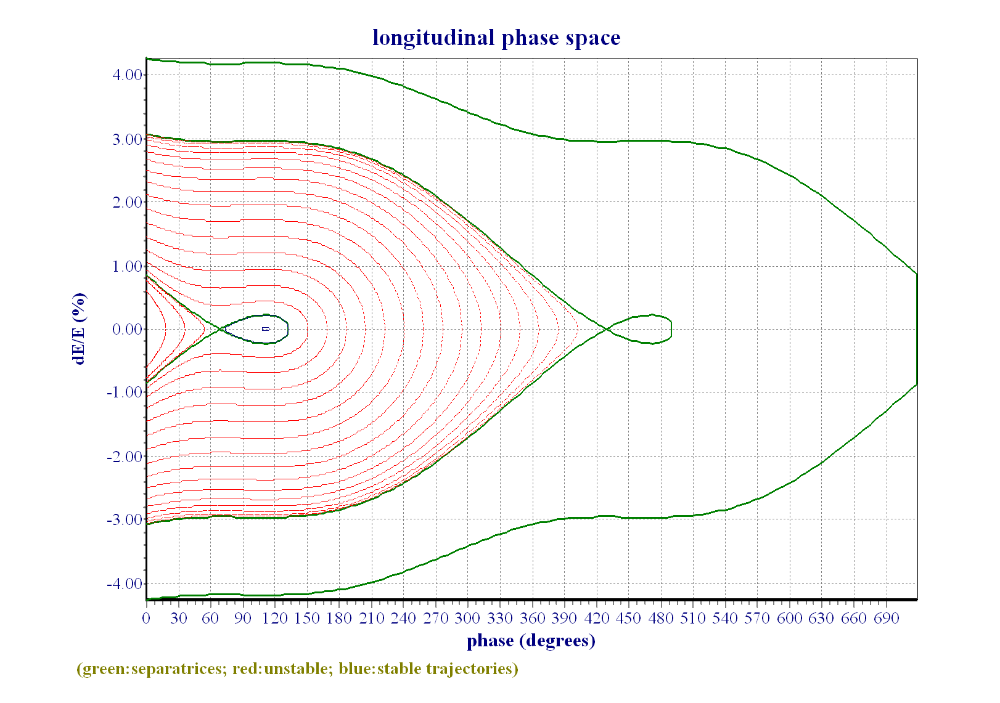 longitudinal phase space
4.00
3.00
2.00
1.00
0.00
-1.00
-2.00
-3.00
-4.00
dE/E (%)
0 30 60 90 120 150 180 210 240 270 300 330 360 390 420 450 480 510 540 570 600 630 660 690
phase (degrees)
(green:separatrices; red:unstable; blue:stable trajectories)